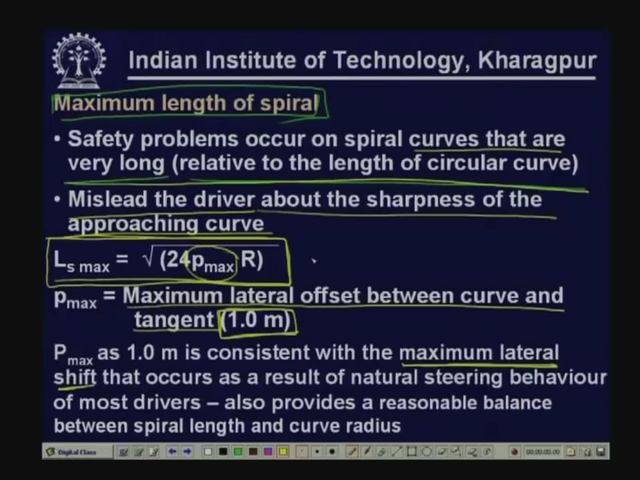 Indian Institute of Technology, Kharagpur
Maximum length of spiral
• Safety problems occur on spiral curves that are
very long (relative to the length of circular curve)
• Mislead the driver about the sharpness of the
approaching curve
Ls max = √(24pmax R)
pmax = Maximum lateral offset between curve and
tangent (1.0 m)
Pmax as 1.0 m is consistent with the maximum lateral
shift that occurs as a result of natural steering behaviour
of most drivers – also provides a reasonable balance
between spiral length and curve radius
Digital Class
00:00:00:00